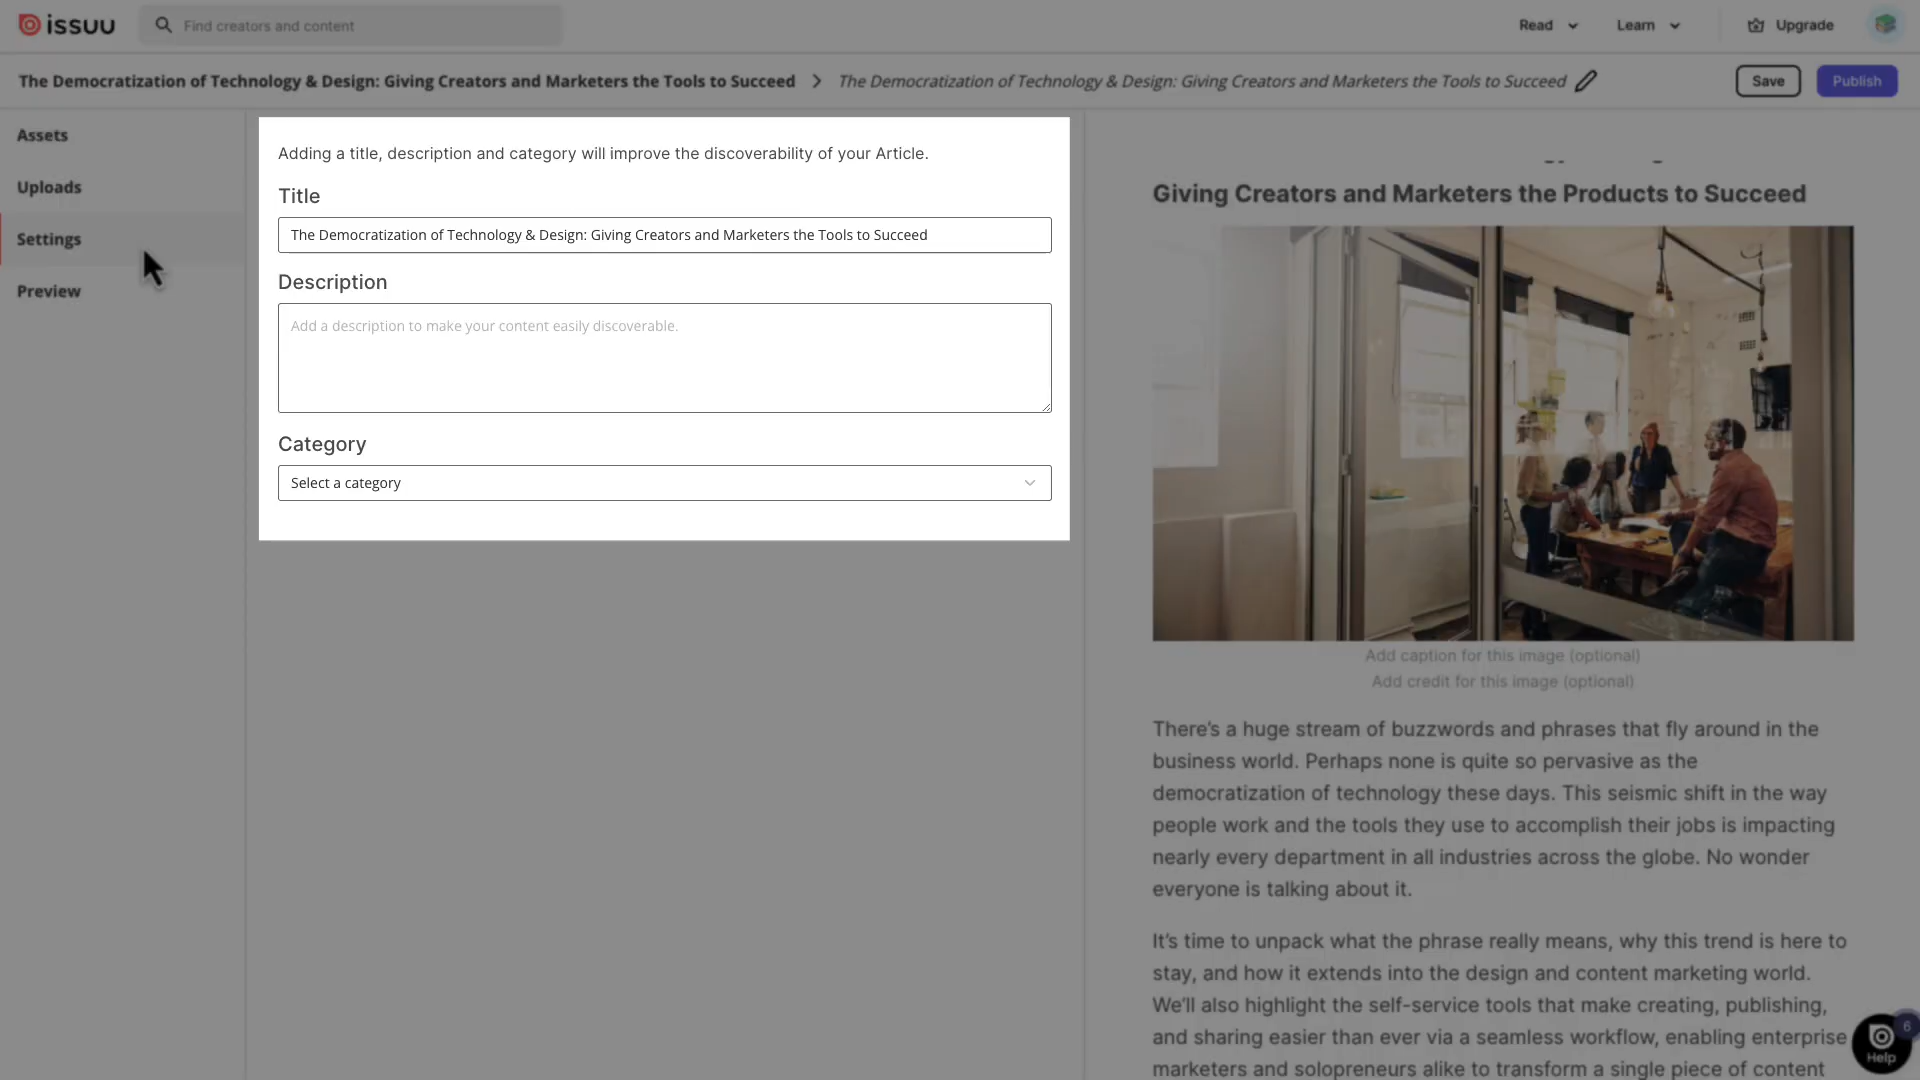 issuu
Find creators and content
Read
Learn
Upgrade
The Democratization of Technology & Design: Giving Creators and Marketers the Tools to Succeed
The Democratization of Technology & Design: Giving Creators and Marketers the Tools to Succeed
Save
Publish
Assets
Uploads
Settings
Preview
Adding a title, description and category will improve the discoverability of your Article.
Title
The Democratization of Technology & Design: Giving Creators and Marketers the Tools to Succeed
Description
Add a description to make your content easily discoverable.
Category
Select a category
Giving Creators and Marketers the Products to Succeed
Add caption for this image (optional)
Add credit for this image (optional)
There's a huge stream of buzzwords and phrases that fly around in the
business world. Perhaps none is quite so pervasive as the
democratization of technology these days. This seismic shift in the way
people work and the tools they use to accomplish their jobs is impacting
nearly every department in all industries across the globe. No wonder
everyone is talking about it.
It's time to unpack what the phrase really means, why this trend is here to
stay, and how it extends into the design and content marketing world.
We'll also highlight the self-service tools that make creating, publishing,
and sharing easier than ever via a seamless workflow, enabling enterprise
marketers and solopreneurs alike to transform a single piece of content
6
Help